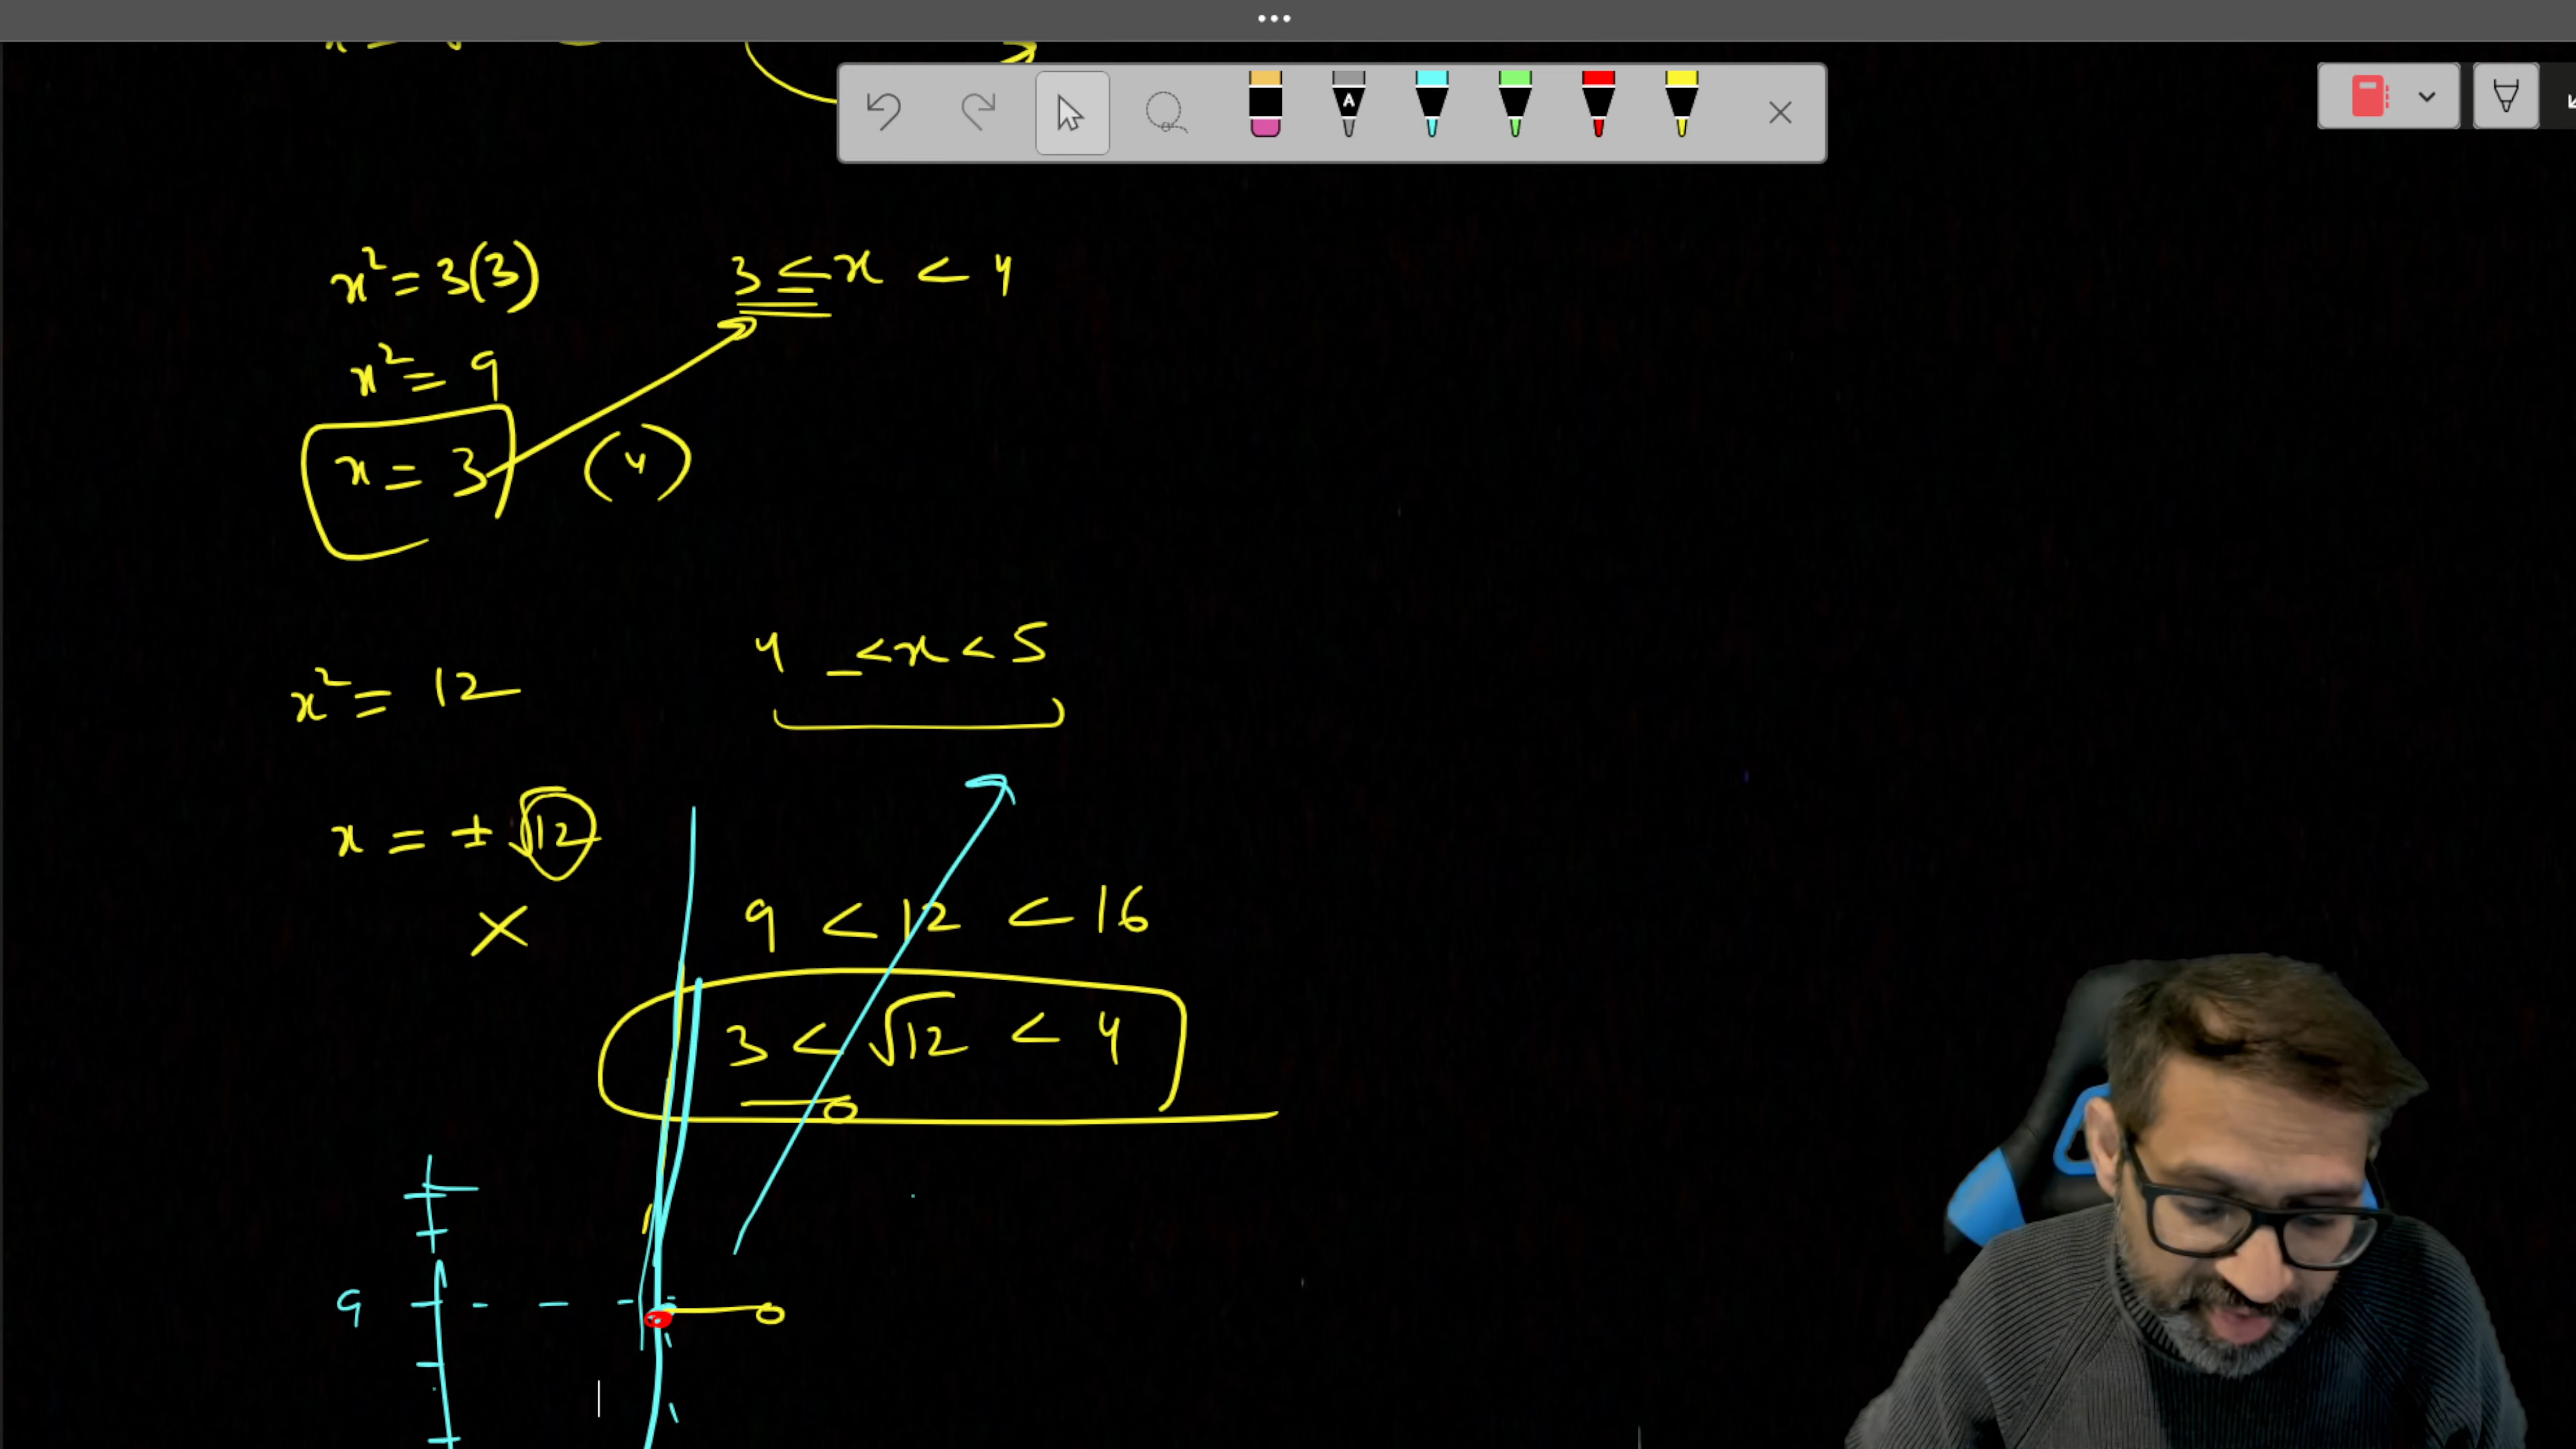 x² = 3(3)
3 ≤ x < 4
x² = 9
x = 3
(4)
4 ≤ x < 5
x² = 12
x = ± √12
9 < 12 < 16
3 < √12 < 4
9
A